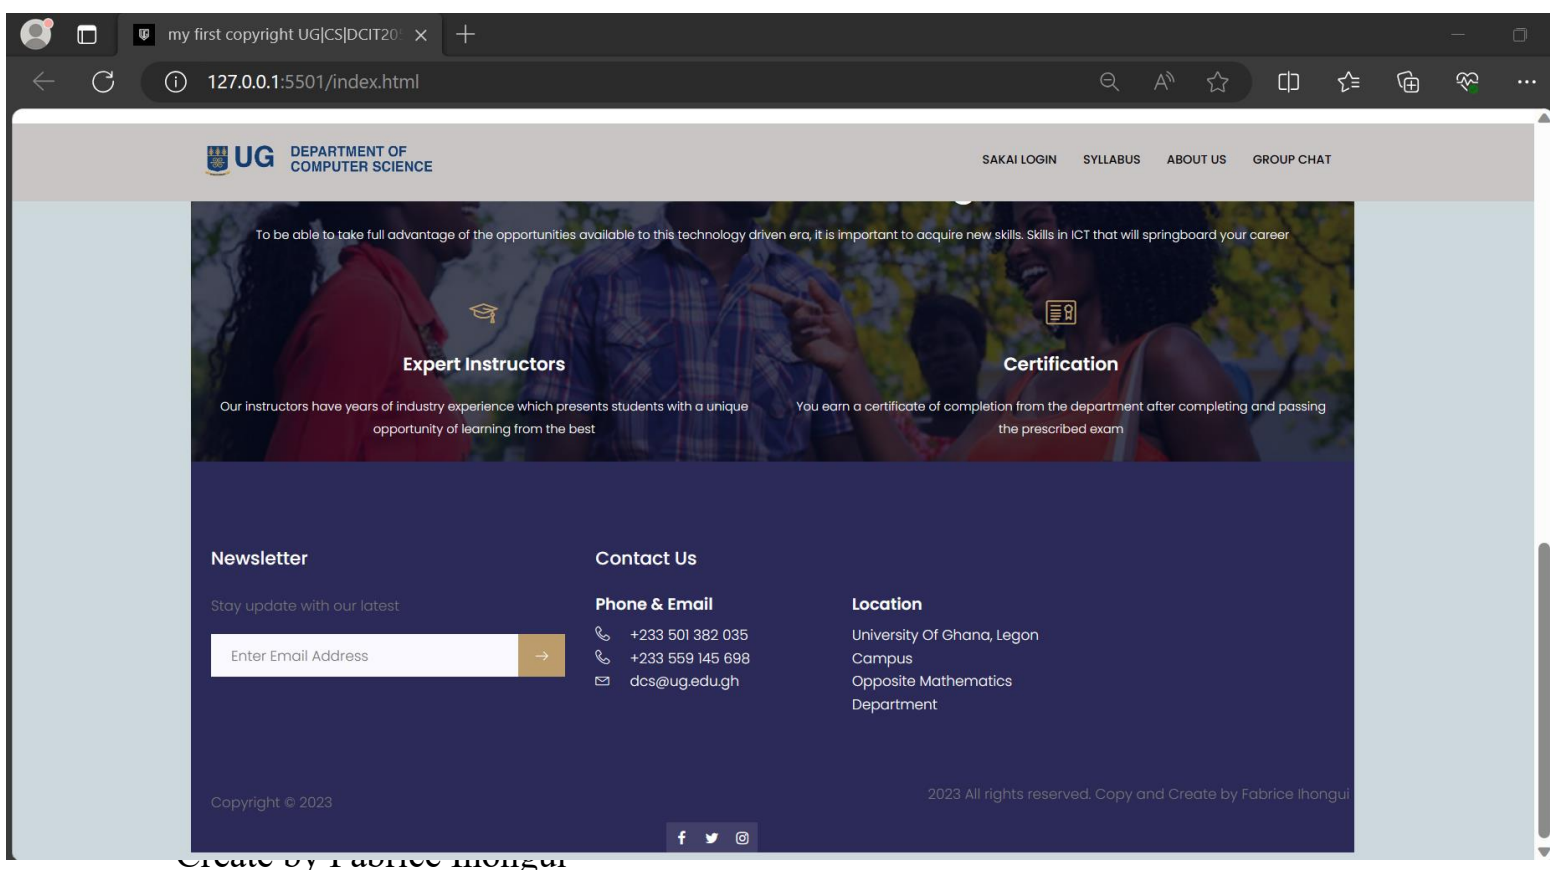 my first copyright UG|CS|DCIT20
127.0.0.1:5501/index.html
UG DEPARTMENT OF
COMPUTER SCIENCE
SAKAI LOGIN SYLLABUS ABOUT US GROUP CHAT
To be able to take full advantage of the opportunities available to this technology driven era, it is important to acquire new skills. Skills in ICT that will springboard your career
Expert Instructors
Our instructors have years of industry experience which presents students with a unique
opportunity of learning from the best
Certification
You earn a certificate of completion from the department after completing and passing
the prescribed exam
Newsletter
Stay update with our latest
Enter Email Address
Contact Us
Phone & Email
+233 501 382 035
+233 559 145 698
dcs@ug.edu.gh
Location
University Of Ghana, Legon
Campus
Opposite Mathematics
Department
Copyright © 2023
2023 All rights reserved. Copy and Create by Fabrice Ihongui
Create by Fabrice Ihongui